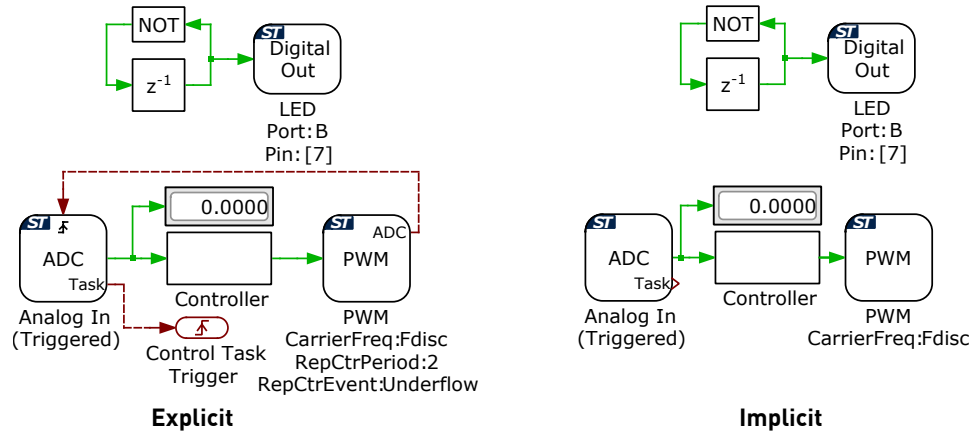 NOT
z-1
ST
Digital
Out
LED
Port:B
Pin:[7]
0.0000
ST
ADC
Task
Analog In
(Triggered)
Controller
Control Task
Trigger
ST
ADC
PWM
PWM
CarrierFreq:Fdisc
RepCtrPeriod:2
RepCtrEvent:Underflow
Explicit
NOT
z-1
ST
Digital
Out
LED
Port:B
Pin:[7]
0.0000
ST
ADC
Task
Analog In
(Triggered)
Controller
ST
PWM
PWM
CarrierFreq:Fdisc
Implicit